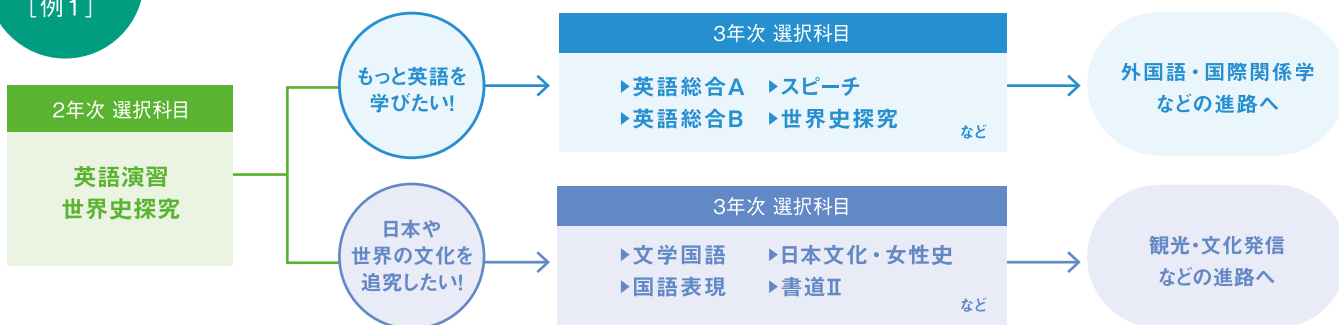 [例1]
2年次 選択科目
英語演習
世界史探究
もっと英語を
学びたい!
3年次 選択科目
▶英語総合A ▶スピーチ
▶英語総合B ▶世界史探究
など
外国語・国際関係学
などの進路へ
日本や
世界の文化を
追究したい!
3年次 選択科目
▶文学国語 ▶日本文化・女性史
▶国語表現 ▶書道Ⅱ
など
観光・文化発信
などの進路へ